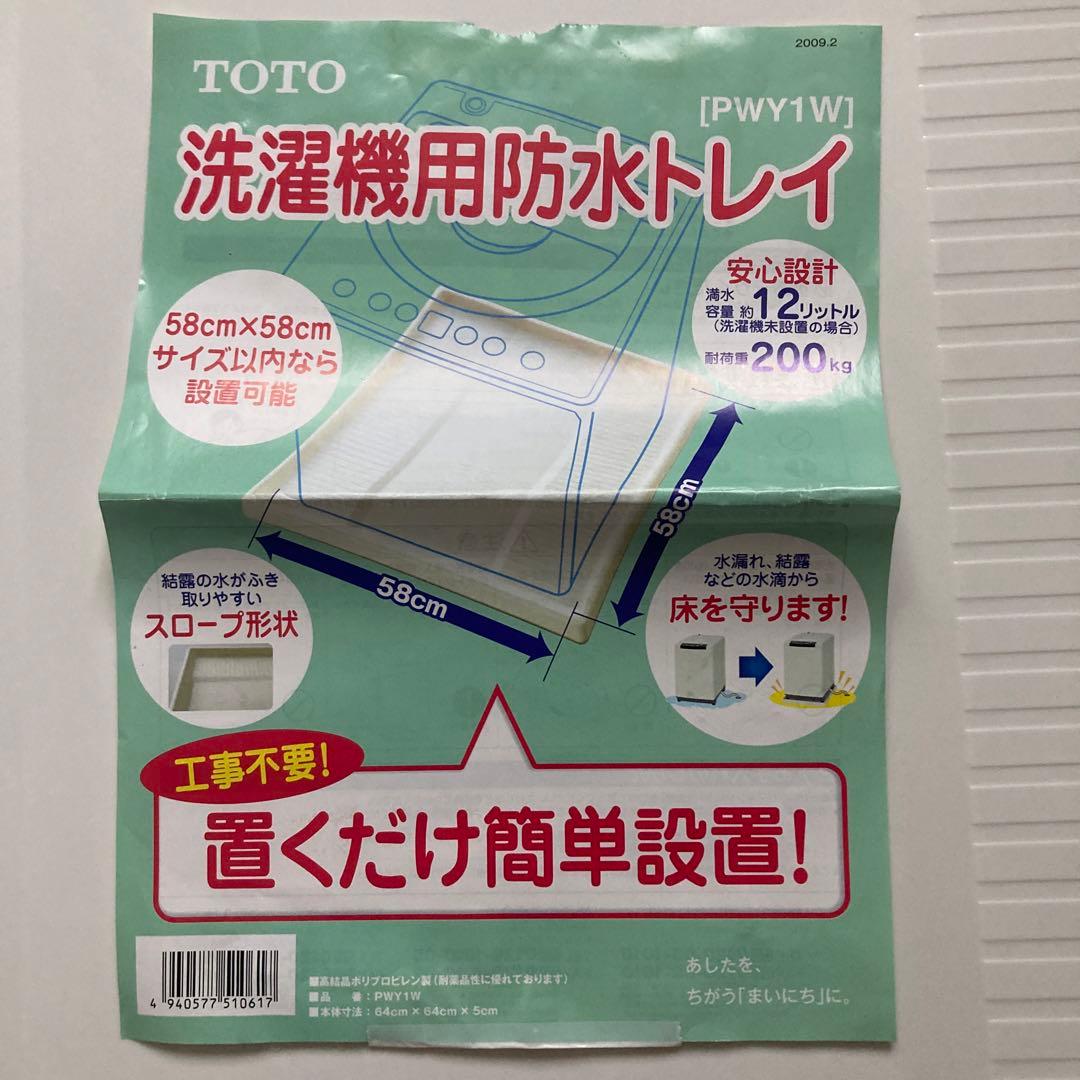 2009.2
TOTO
[PWY1W]
洗濯機用防水トレイ
58cm×58cm
サイズ以内なら
設置可能
安心設計
満水
容量 約12リットル
(洗濯機未設置の場合)
耐荷重200kg
58cm
58cm
結露の水がふき
取りやすい
スロープ形状
水漏れ、結露
などの水滴から
床を守ります!
工事不要!
置くだけ簡単設置!
4 940577 510617
■高結晶ポリプロピレン製(耐薬品性に優れております)
■品 番:PWY1W
■本体寸法:64cm×64cm×5cm
あしたを、
ちがう「まいにち」に。